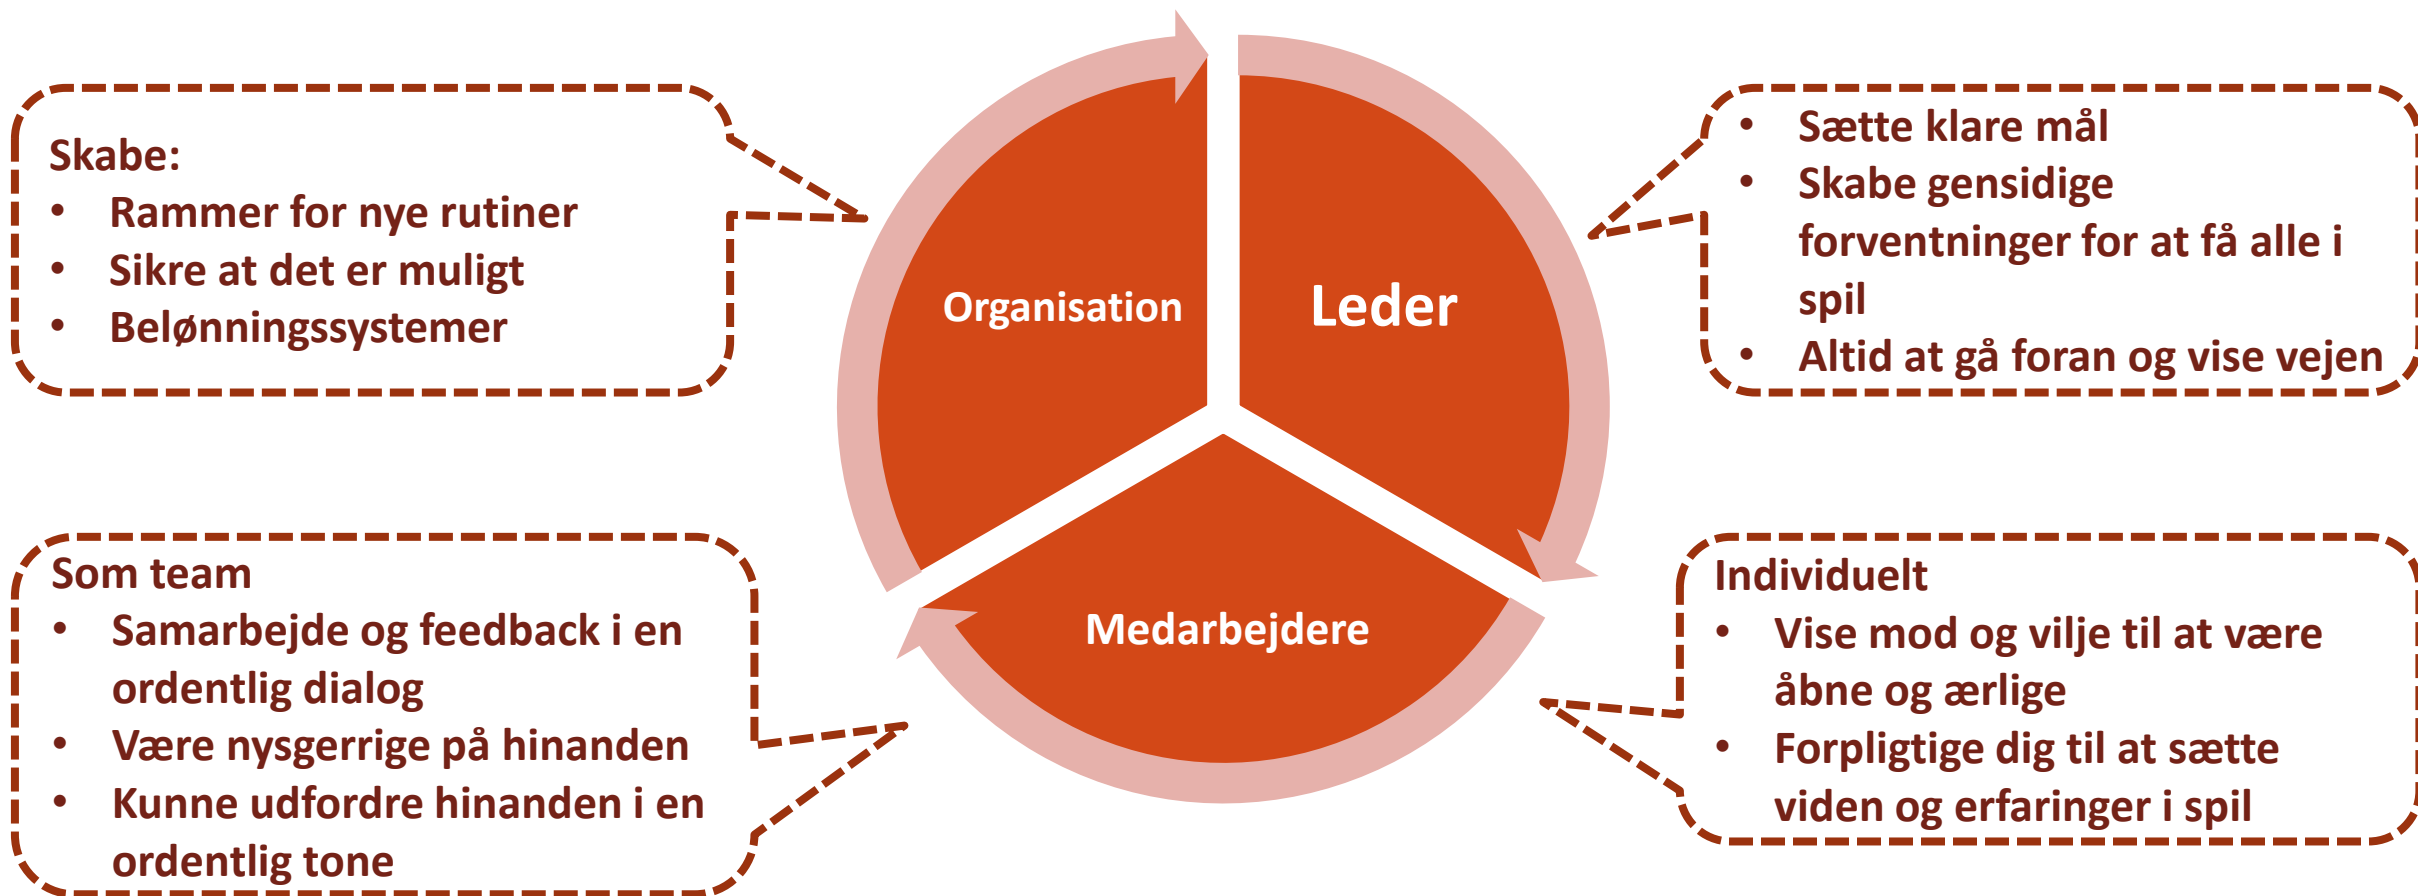 Skabe:
• Rammer for nye rutiner
• Sikre at det er muligt
• Belønningssystemer
Organisation
Leder
• Sætte klare mål
• Skabe gensidige
forventninger for at få alle i
spil
• Altid at gå foran og vise vejen
Som team
• Samarbejde og feedback i en
ordentlig dialog
• Være nysgerrige på hinanden
• Kunne udfordre hinanden i en
ordentlig tone
Medarbejdere
Individuelt
• Vise mod og vilje til at være
åbne og ærlige
• Forpligtige dig til at sætte
viden og erfaringer i spil